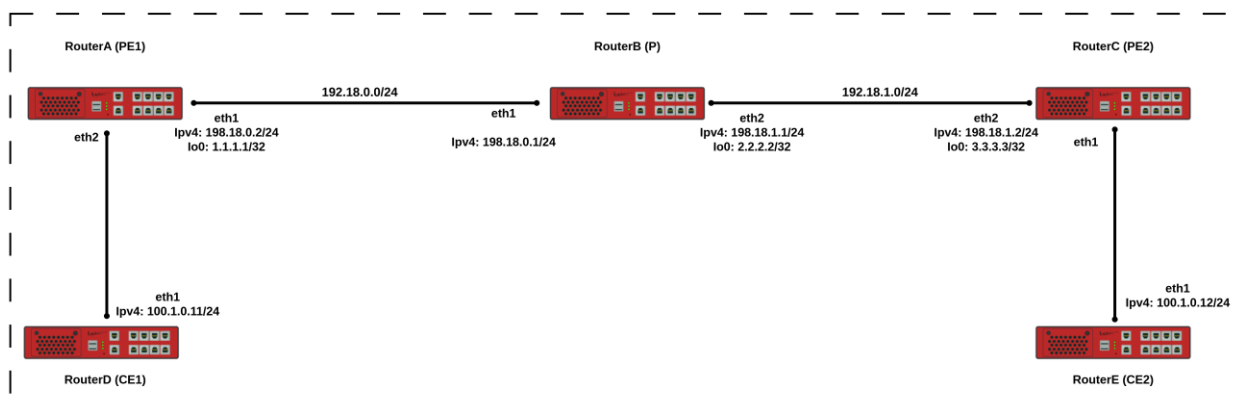 RouterA (PE1)
RouterB (P)
RouterC (PE2)
192.18.0.0/24
192.18.1.0/24
eth1
Ipv4: 198.18.0.2/24
lo0: 1.1.1.1/32
eth2
eth1
Ipv4: 198.18.0.1/24
eth2
Ipv4: 198.18.1.1/24
lo0: 2.2.2.2/32
eth2
Ipv4: 198.18.1.2/24
lo0: 3.3.3.3/32
eth1
eth1
Ipv4: 100.1.0.11/24
eth1
Ipv4: 100.1.0.12/24
RouterD (CE1)
RouterE (CE2)